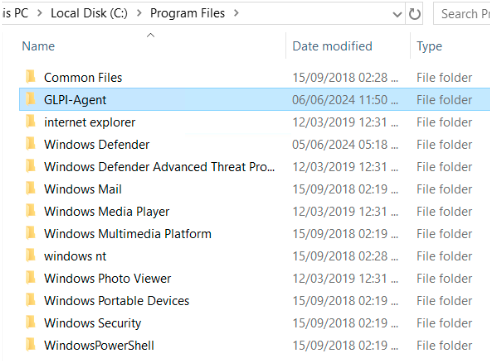 is PC > Local Disk (C:) > Program Files > Search Pr
Name Date modified Type
Common Files 15/09/2018 02:28 ... File folder
GLPI-Agent 06/06/2024 11:50 ... File folder
internet explorer 12/03/2019 12:31 ... File folder
Windows Defender 05/06/2024 05:18 ... File folder
Windows Defender Advanced Threat Pro... 12/03/2019 12:31 ... File folder
Windows Mail 15/09/2018 02:19 ... File folder
Windows Media Player 12/03/2019 12:31 ... File folder
Windows Multimedia Platform 15/09/2018 02:19 ... File folder
windows nt 15/09/2018 02:28 ... File folder
Windows Photo Viewer 12/03/2019 12:31 ... File folder
Windows Portable Devices 15/09/2018 02:19 ... File folder
Windows Security 15/09/2018 02:19 ... File folder
WindowsPowerShell 15/09/2018 02:19 ... File folder